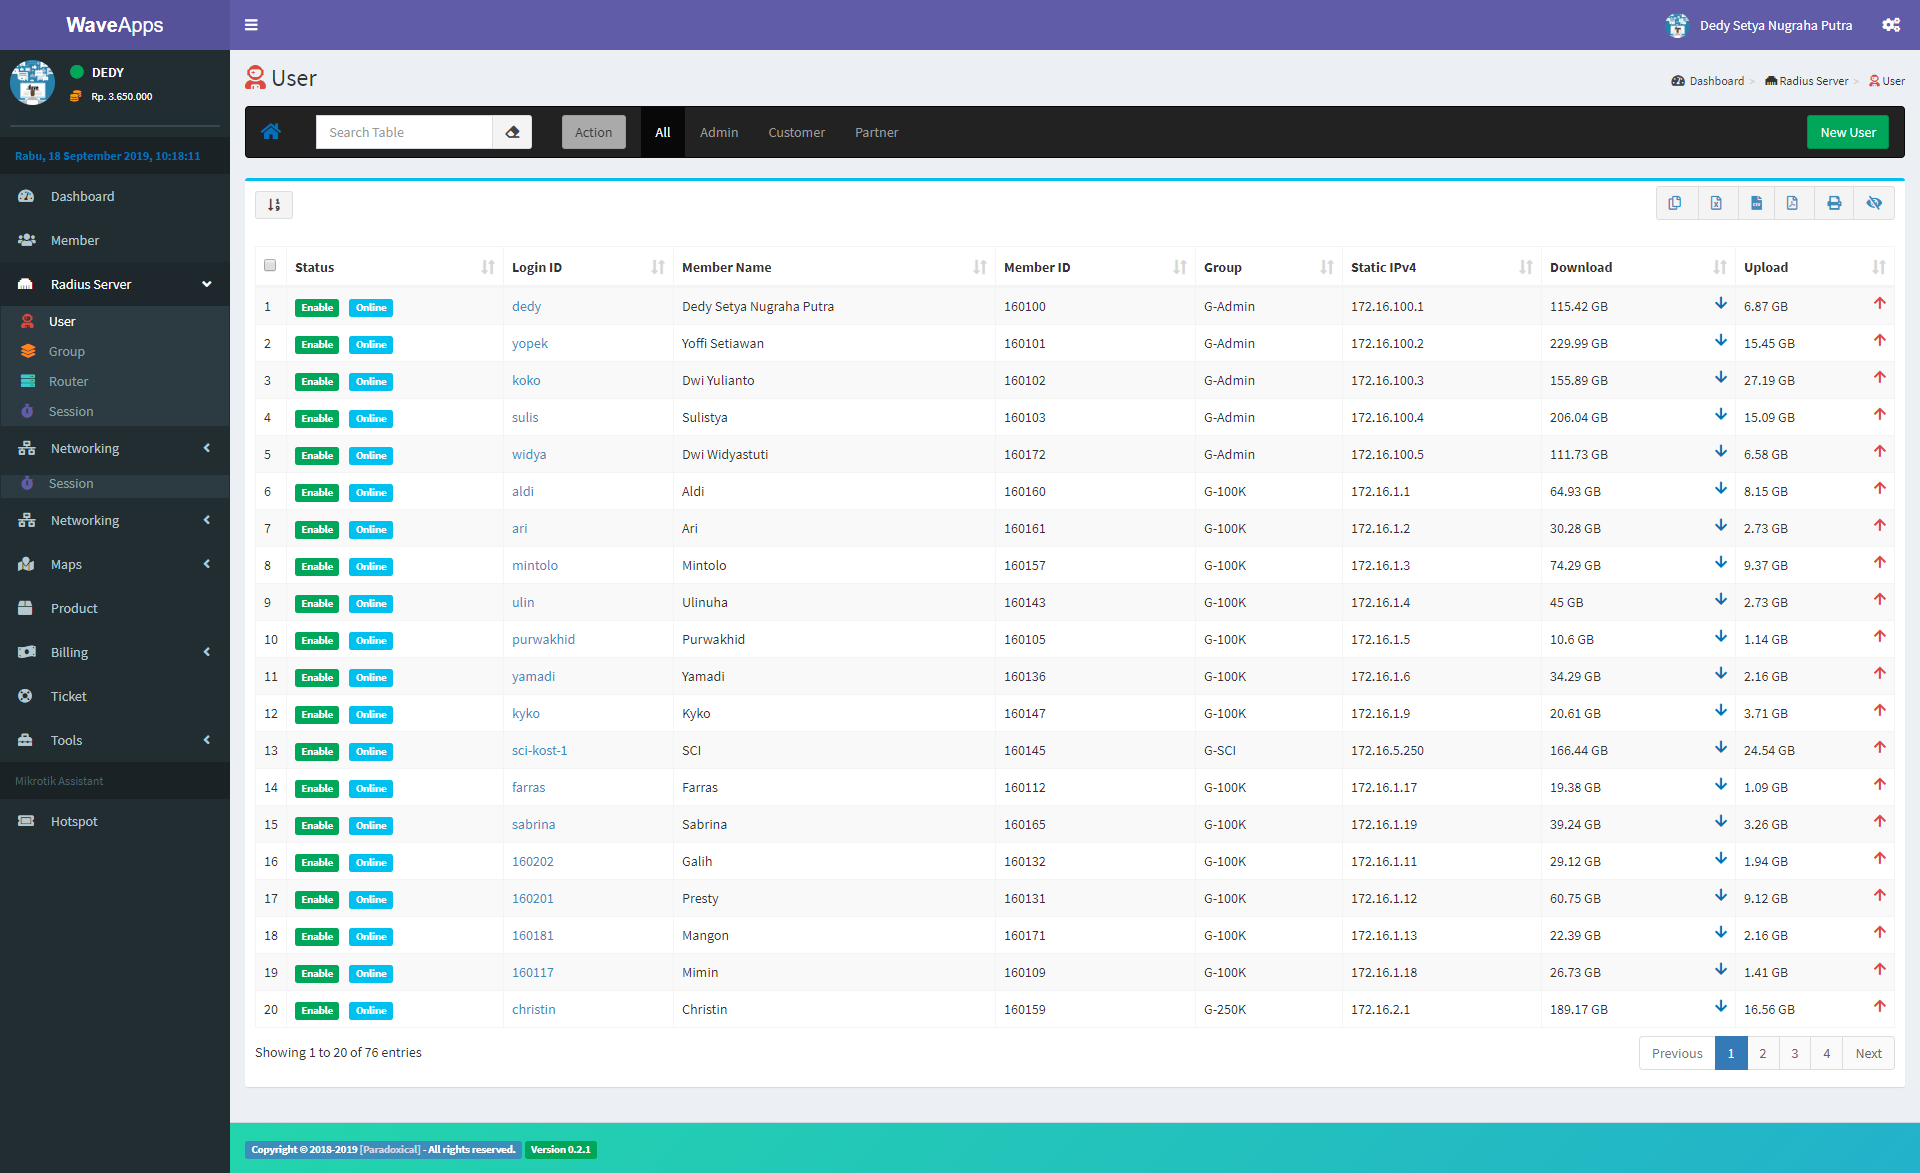 WaveApps
Dedy Setya Nugraha Putra
DEDY
Rp. 3.650.000
Rabu, 18 September 2019, 10:18:11
Dashboard
Member
Radius Server
User
Group
Router
Session
Networking
Session
Networking
Maps
Product
Billing
Ticket
Tools
Mikrotik Assistant
Hotspot
User
Dashboard > Radius Server > User
Search Table Action All Admin Customer Partner New User
Status Login ID Member Name Member ID Group Static IPv4 Download Upload
1 Enable Online dedy Dedy Setya Nugraha Putra 160100 G-Admin 172.16.100.1 115.42 GB 6.87 GB
2 Enable Online yopek Yoffi Setiawan 160101 G-Admin 172.16.100.2 229.99 GB 15.45 GB
3 Enable Online koko Dwi Yulianto 160102 G-Admin 172.16.100.3 155.89 GB 27.19 GB
4 Enable Online sulis Sulistya 160103 G-Admin 172.16.100.4 206.04 GB 15.09 GB
5 Enable Online widya Dwi Widyastuti 160172 G-Admin 172.16.100.5 111.73 GB 6.58 GB
6 Enable Online aldi Aldi 160160 G-100K 172.16.1.1 64.93 GB 8.15 GB
7 Enable Online ari Ari 160161 G-100K 172.16.1.2 30.28 GB 2.73 GB
8 Enable Online mintolo Mintolo 160157 G-100K 172.16.1.3 74.29 GB 9.37 GB
9 Enable Online ulin Ulinuha 160143 G-100K 172.16.1.4 45 GB 2.73 GB
10 Enable Online purwakhid Purwakhid 160105 G-100K 172.16.1.5 10.6 GB 1.14 GB
11 Enable Online yamadi Yamadi 160136 G-100K 172.16.1.6 34.29 GB 2.16 GB
12 Enable Online kyko Kyko 160147 G-100K 172.16.1.9 20.61 GB 3.71 GB
13 Enable Online sci-kost-1 SCI 160145 G-SCI 172.16.5.250 166.44 GB 24.54 GB
14 Enable Online farras Farras 160112 G-100K 172.16.1.17 19.38 GB 1.09 GB
15 Enable Online sabrina Sabrina 160165 G-100K 172.16.1.19 39.24 GB 3.26 GB
16 Enable Online 160202 Galih 160132 G-100K 172.16.1.11 29.12 GB 1.94 GB
17 Enable Online 160201 Presty 160131 G-100K 172.16.1.12 60.75 GB 9.12 GB
18 Enable Online 160181 Mangon 160171 G-100K 172.16.1.13 22.39 GB 2.16 GB
19 Enable Online 160117 Mimin 160109 G-100K 172.16.1.18 26.73 GB 1.41 GB
20 Enable Online christin Christin 160159 G-250K 172.16.2.1 189.17 GB 16.56 GB
Showing 1 to 20 of 76 entries
Previous 1 2 3 4 Next
Copyright © 2018-2019 [Paradoxical] - All rights reserved. Version 0.2.1